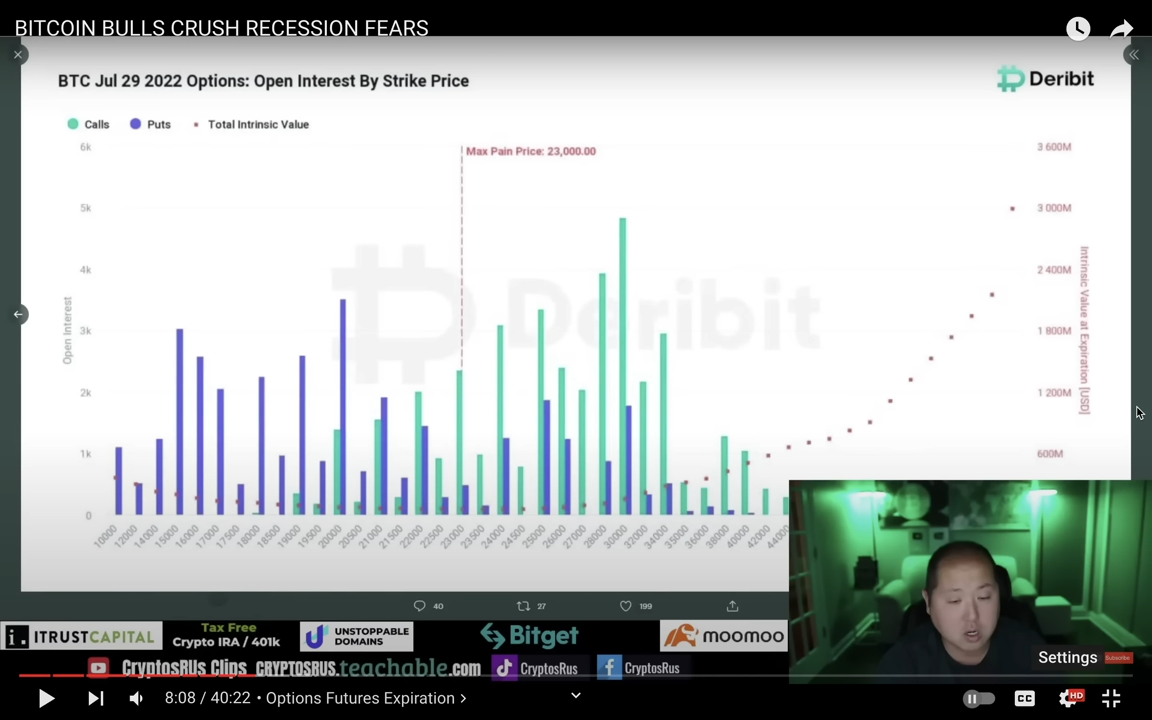 BITCOIN BULLS CRUSH RECESSION FEARS
BTC Jul 29 2022 Options: Open Interest By Strike Price
Deribit
Calls
Puts
Total Intrinsic Value
6k
Max Pain Price: 23,000.00
3 600M
5k
3 000M
4k
2 400M
Deribit
Open Interest
Intrinsic Value at Expiration [USD]
3k
1 800M
2k
1 200M
1k
600M
0
10000 12000 14000 15000 16000 17000 17500 18000 18500 19000 19500 20000 20500 21000 21500 22000 22500 23000 23500 24000 24500 25000 26000 27000 28000 30000 32000 34000 35000 36000 38000 40000 42000 44000
40
27
199
i. ITRUSTCAPITAL
Tax Free
Crypto IRA / 401k
UNSTOPPABLE
DOMAINS
Bitget
moomoo
CryptosRUs Clips
CRYPTOSRUS.teachable.com
CryptosRus
CryptosRus
Settings
Subscribe
8:08 / 40:22 • Options Futures Expiration >
CC
HD